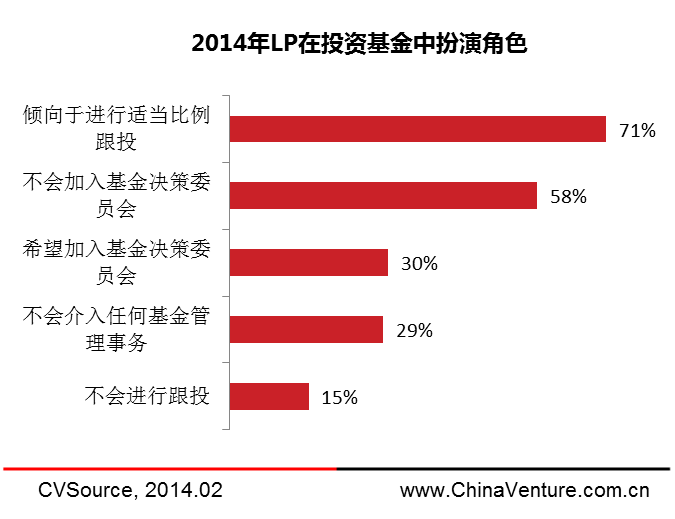 2014年LP在投资基金中扮演角色
倾向于进行适当比例
跟投
71%
不会加入基金决策委
员会
58%
希望加入基金决策委
员会
30%
不会介入任何基金管
理事务
29%
不会进行跟投
15%
CVSource, 2014.02
www.ChinaVenture.com.cn